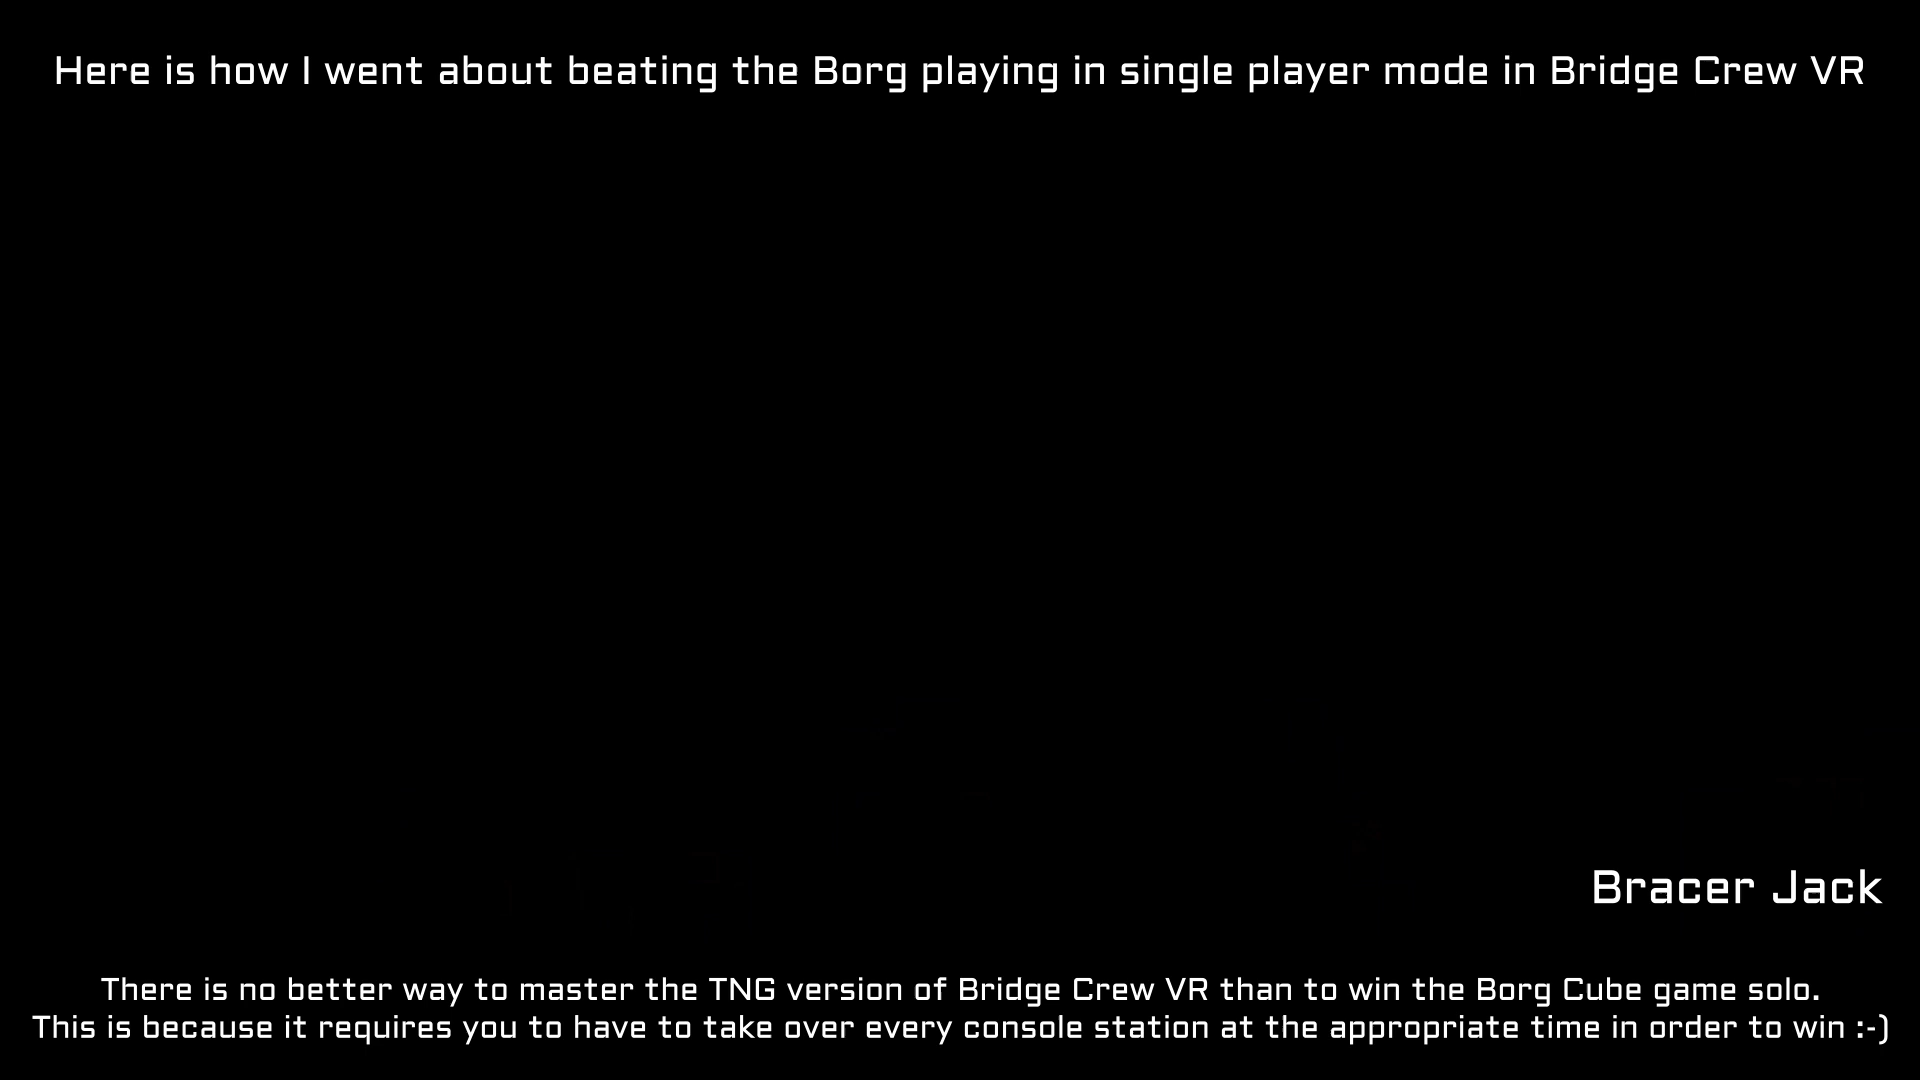 Here is how I went about beating the Borg playing in single player mode in Bridge Crew VR
Bracer Jack
There is no better way to master the TNG version of Bridge Crew VR than to win the Borg Cube game solo.
This is because it requires you to have to take over every console station at the appropriate time in order to win :-)